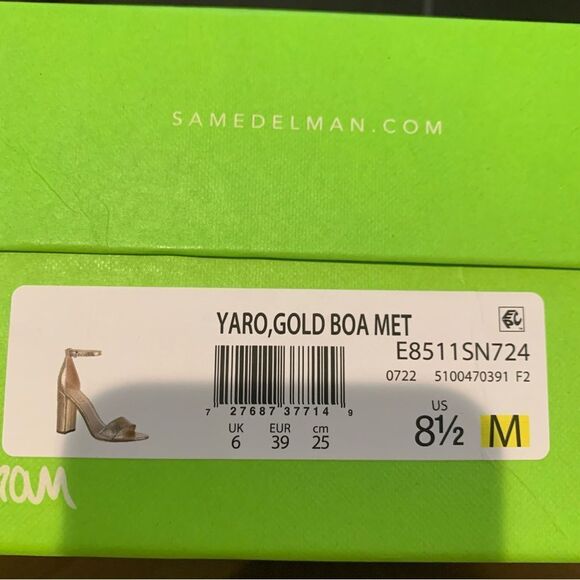 SAMEDELMAN.COM
YARO,GOLD BOA MET
E8511SN724
0722 5100470391 F2
7 27687 37714 9
UK EUR cm
6 39 25
US
8½ M